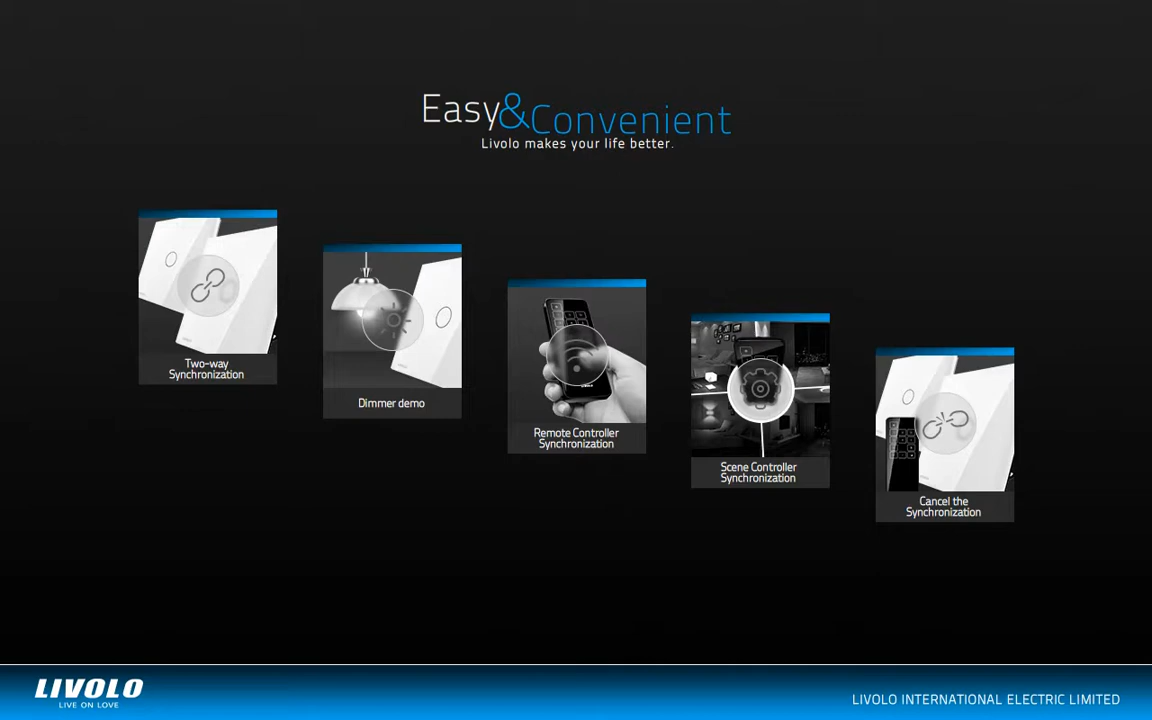 Easy&Convenient
Livolo makes your life better.
Two-way
Synchronization
Dimmer demo
Remote Controller
Synchronization
Scene Controller
Synchronization
Cancel the
Synchronization
LIVOLO
LIVE ON LOVE
LIVOLO INTERNATIONAL ELECTRIC LIMITED